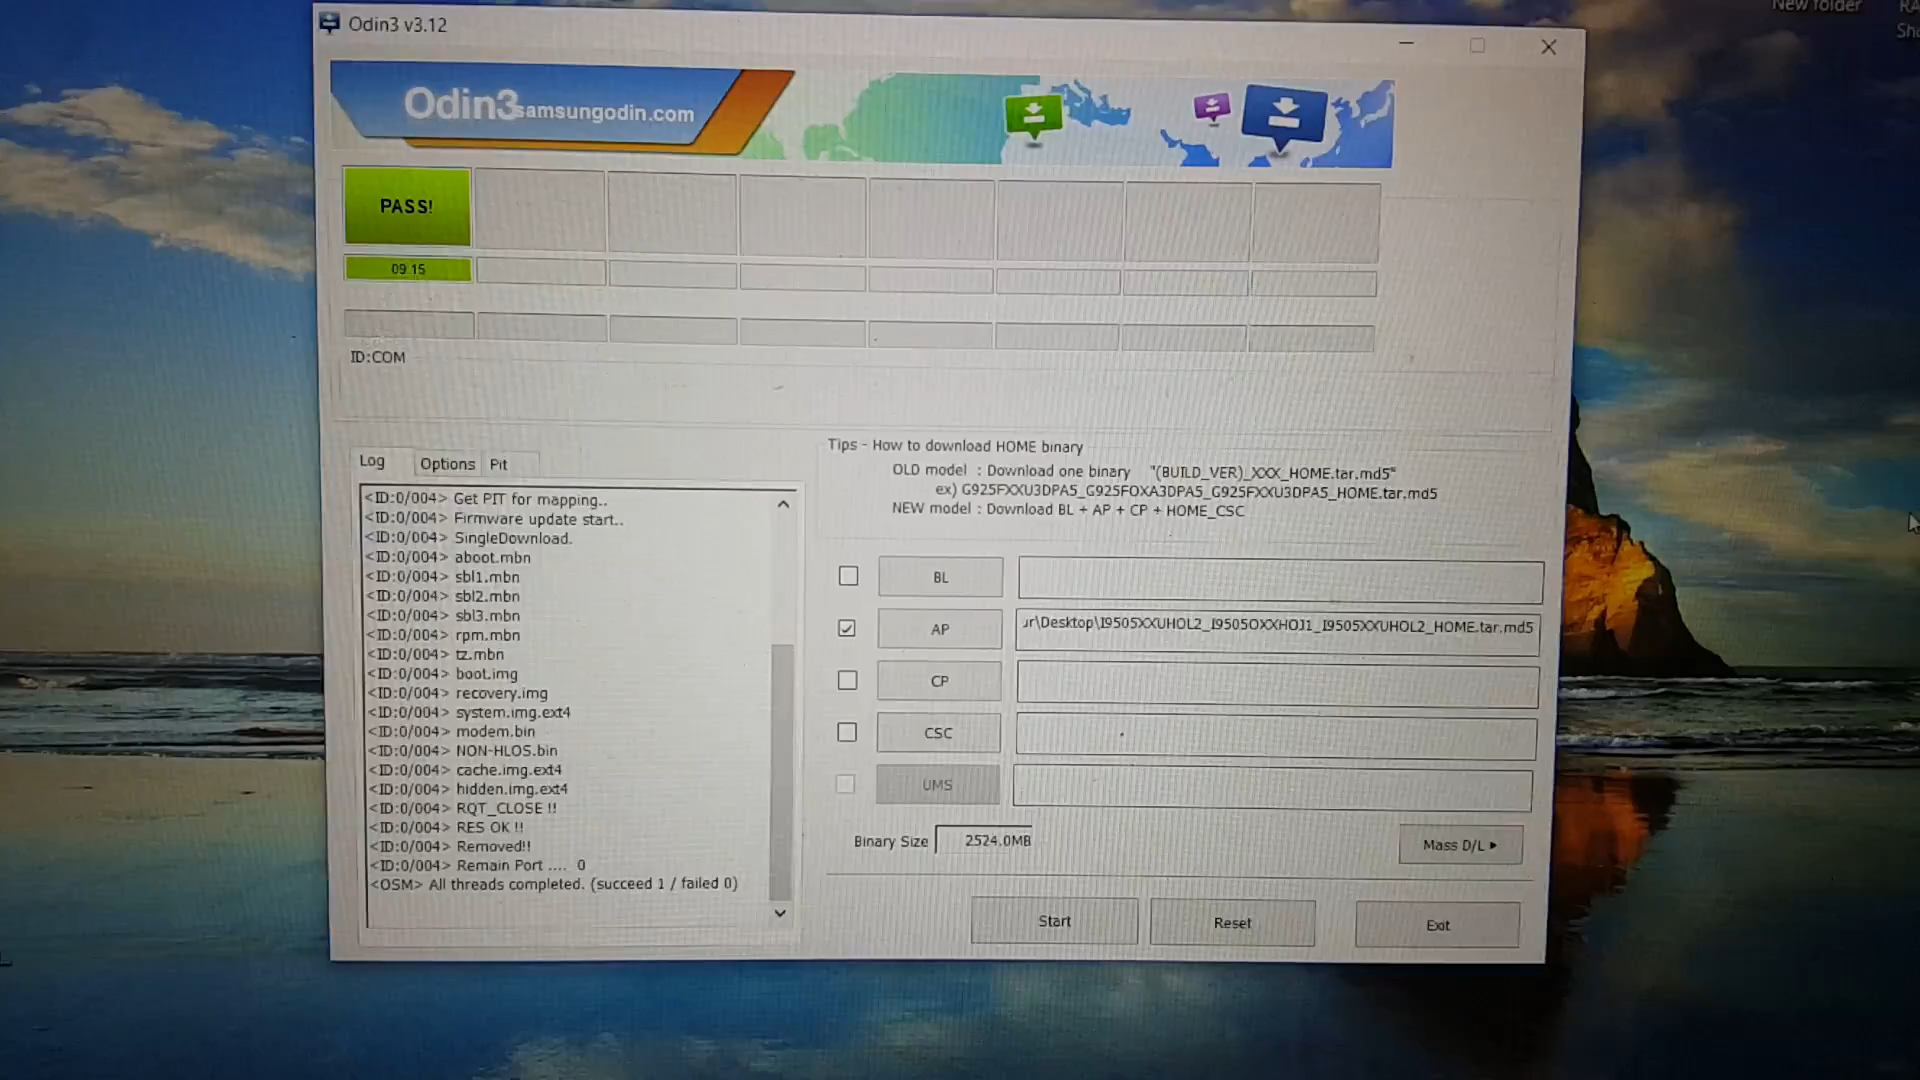 New folder
Odin3 v3.12
Odin3
samsungodin.com
PASS!
09:15
ID:COM
Log
Options
Pit
<ID:0/004> Get PIT for mapping..
<ID:0/004> Firmware update start..
<ID:0/004> SingleDownload.
<ID:0/004> aboot.mbn
<ID:0/004> sbl1.mbn
<ID:0/004> sbl2.mbn
<ID:0/004> sbl3.mbn
<ID:0/004> rpm.mbn
<ID:0/004> tz.mbn
<ID:0/004> boot.img
<ID:0/004> recovery.img
<ID:0/004> system.img.ext4
<ID:0/004> modem.bin
<ID:0/004> NON-HLOS.bin
<ID:0/004> cache.img.ext4
<ID:0/004> hidden.img.ext4
<ID:0/004> RQT_CLOSE !!
<ID:0/004> RES OK !!
<ID:0/004> Removed!!
<ID:0/004> Remain Port .... 0
<OSM> All threads completed. (succeed 1 / failed 0)
Tips - How to download HOME binary
OLD model : Download one binary "(BUILD_VER)_XXX_HOME.tar.md5"
ex) G925FXXU3DPA5_G925FOXA3DPA5_G925FXXU3DPA5_HOME.tar.md5
NEW model : Download BL + AP + CP + HOME_CSC
BL
AP
ur\Desktop\I9505XXUHOL2_I9505OXXHOJ1_I9505XXUHOL2_HOME.tar.md5
CP
CSC
UMS
Binary Size 2524.0MB
Mass D/L
Start
Reset
Exit